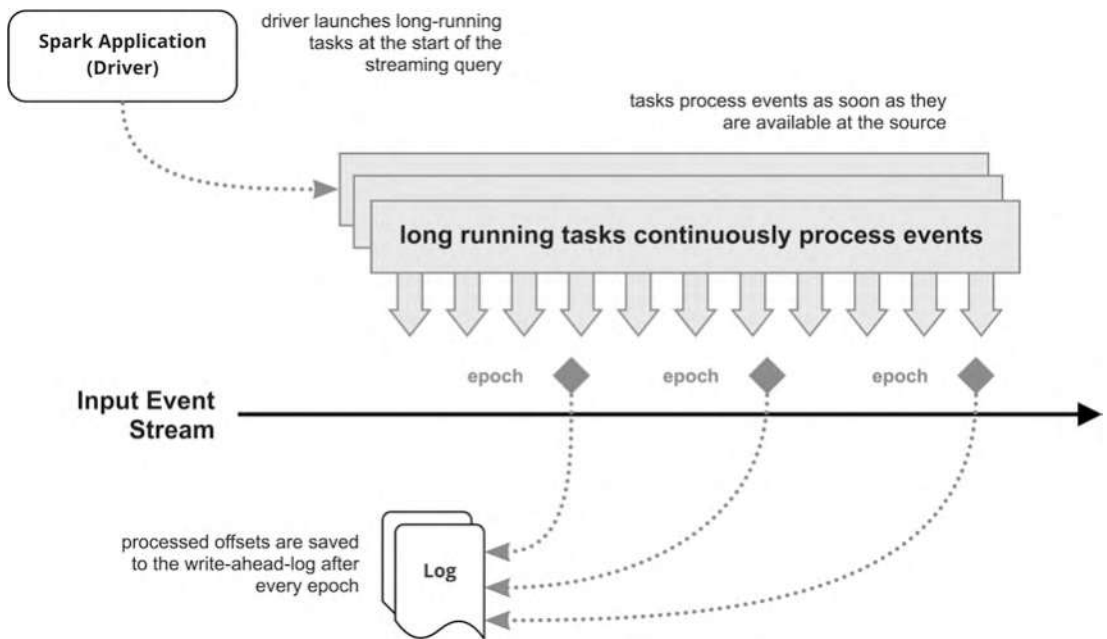 Spark Application
(Driver)
driver launches long-running
tasks at the start of the
streaming query
tasks process events as soon as they
are available at the source
long running tasks continuously process events
epoch
epoch
epoch
Input Event
Stream
processed offsets are saved
to the write-ahead-log after
every epoch
Log